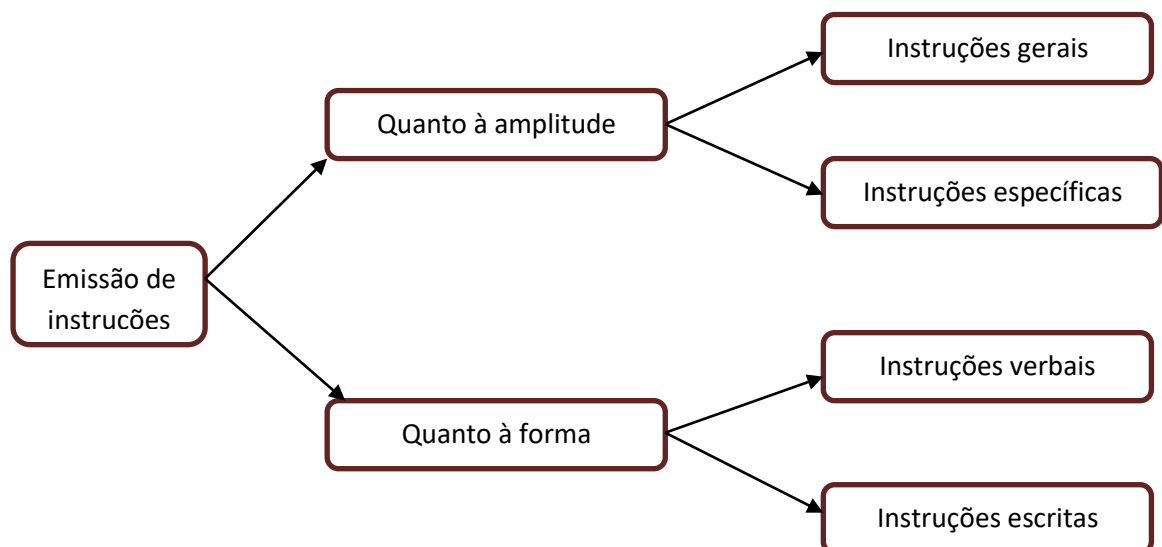 Instruções gerais
Quanto à amplitude
Instruções específicas
Emissão de
instruções
Instruções verbais
Quanto à forma
Instruções escritas